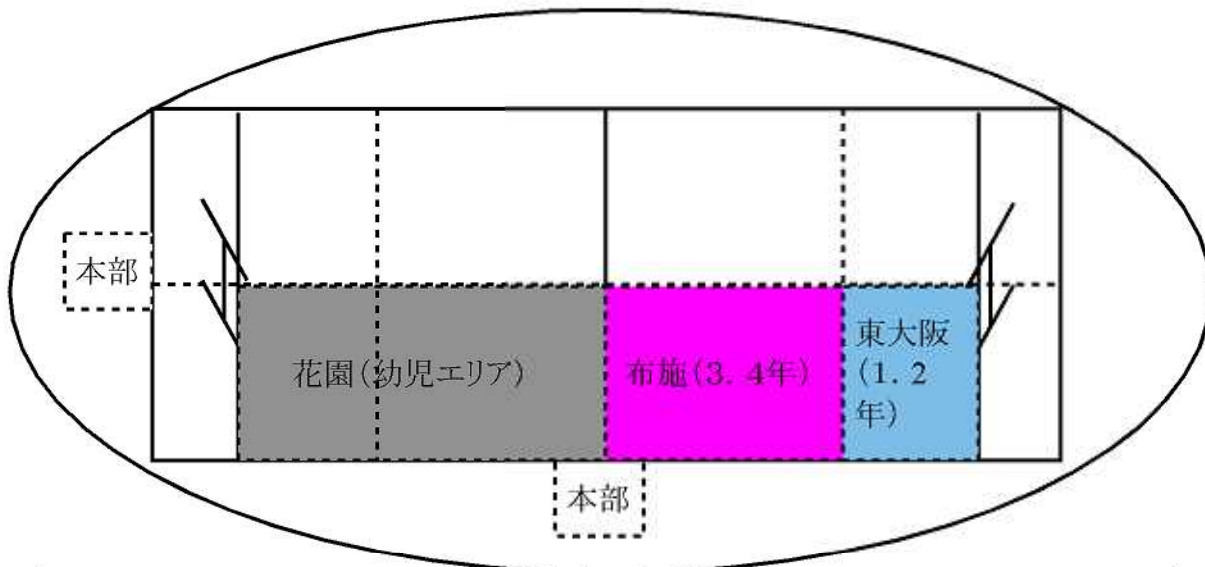 本部
花園(幼児エリア)
布施(3. 4年)
東大阪
(1. 2
年)
本部